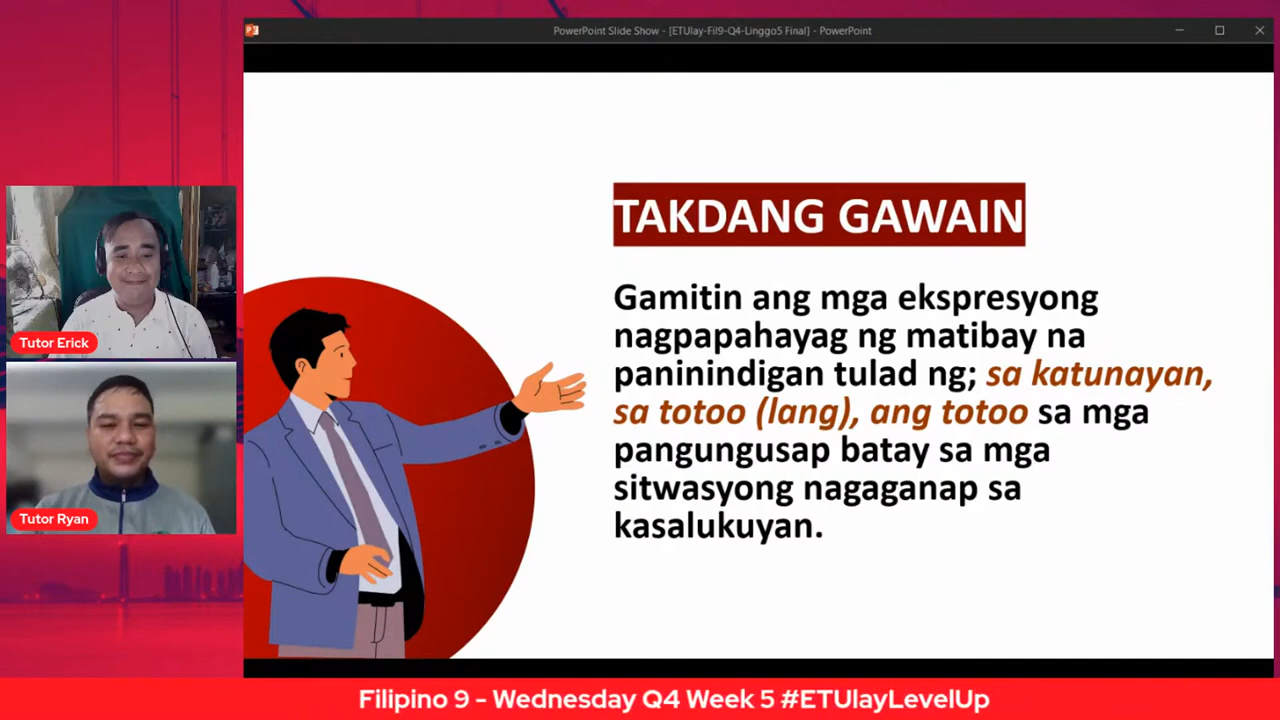 PowerPoint Slide Show - [ETUlay-Fil9-Q4-Linggo5 Final] - PowerPoint
TAKDANG GAWAIN
Gamitin ang mga ekspresyong
nagpapahayag ng matibay na
paninindigan tulad ng; sa katunayan,
sa totoo (lang), ang totoo sa mga
pangungusap batay sa mga
sitwasyong nagaganap sa
kasalukuyan.
Tutor Erick
Tutor Ryan
Filipino 9 - Wednesday Q4 Week 5 #ETUlayLevelUp